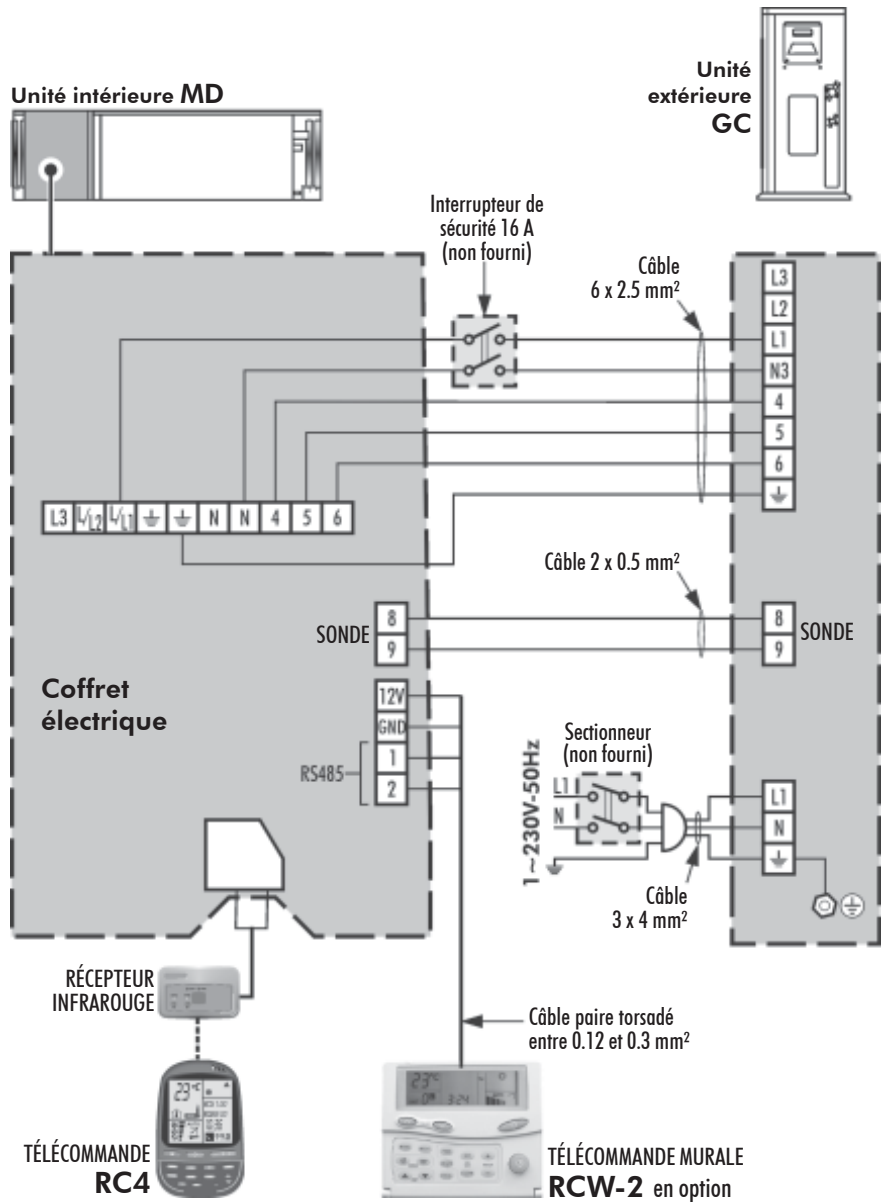 Unité intérieure MD
Unité
extérieure
GC
Interrupteur de
sécurité 16 A
(non fourni)
Câble
6 x 2.5 mm²
L3
L2
L1
N3
4
5
6
L3 L/L2 L/L1 N N 4 5 6
Câble 2 x 0.5 mm²
SONDE
8
9
8
9
SONDE
Coffret
électrique
12V
GND
1
2
RS485
Sectionneur
(non fourni)
1~230V-50Hz
L1
N
L1
N
Câble
3 x 4 mm²
RÉCEPTEUR
INFRAROUGE
Câble paire torsadé
entre 0.12 et 0.3 mm²
23°C
23°C
3:24
TÉLÉCOMMANDE
RC4
TÉLÉCOMMANDE MURALE
RCW-2 en option